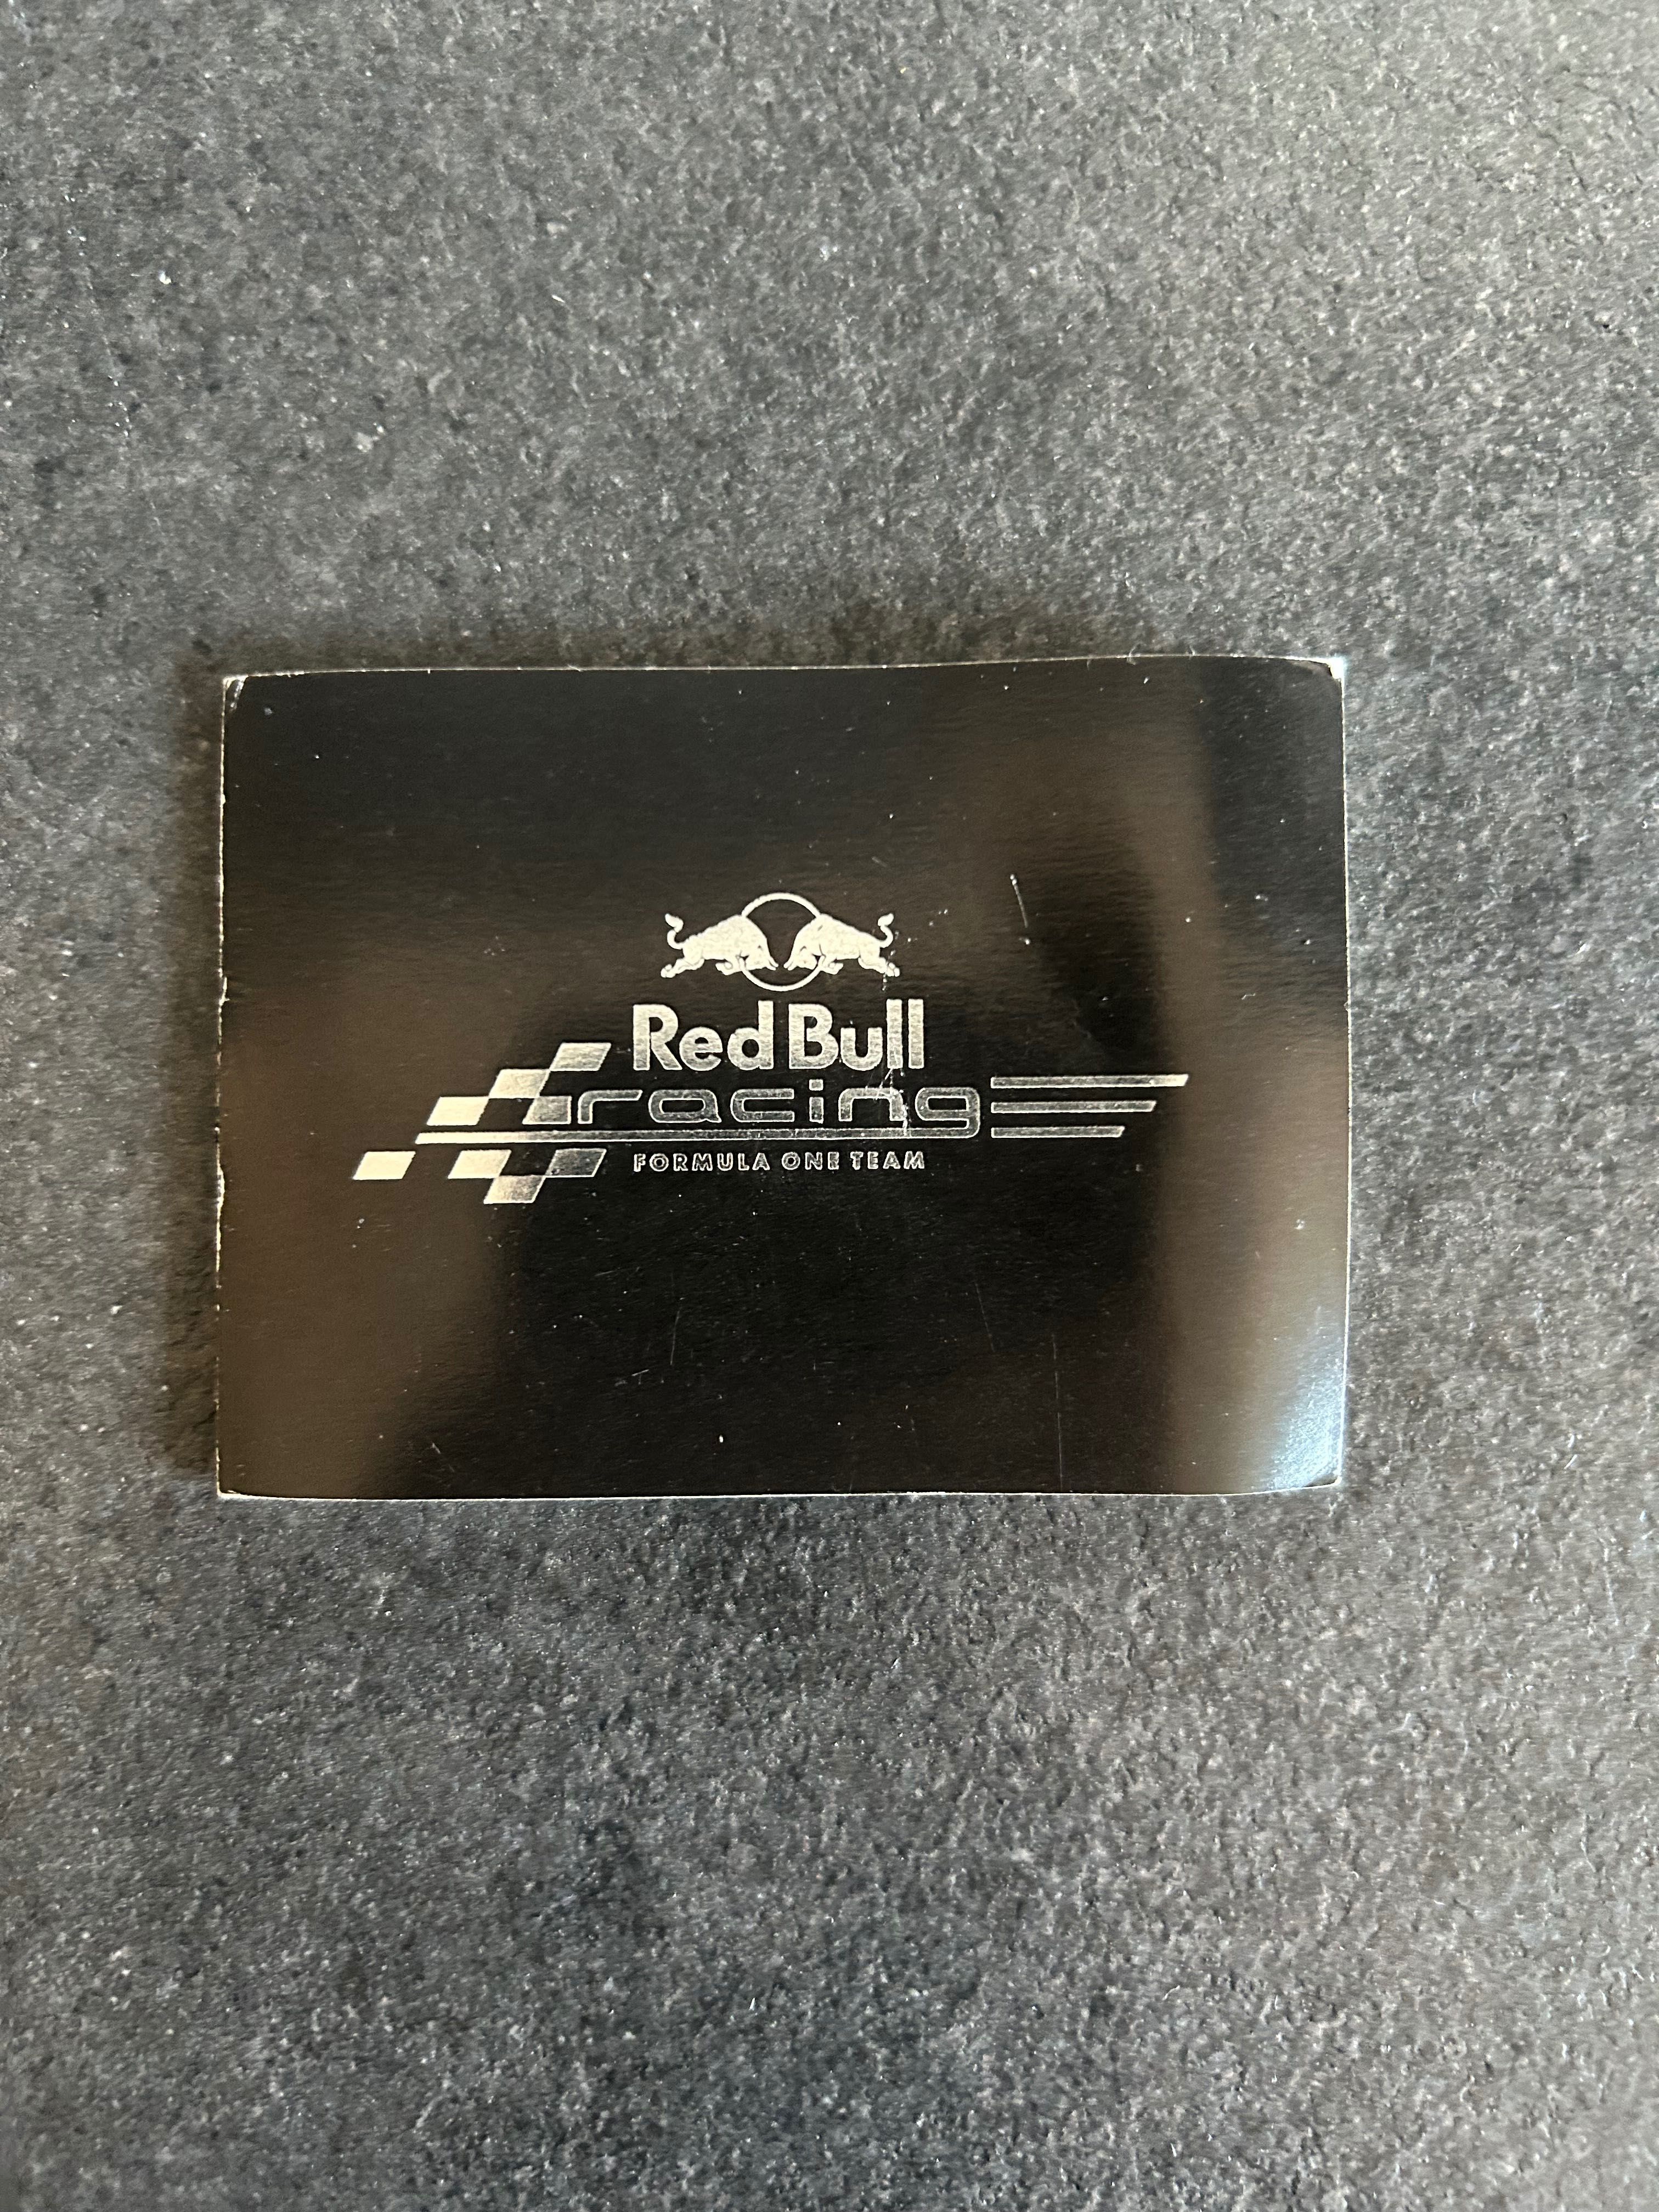 Red Bull
racing
FORMULA ONE TEAM